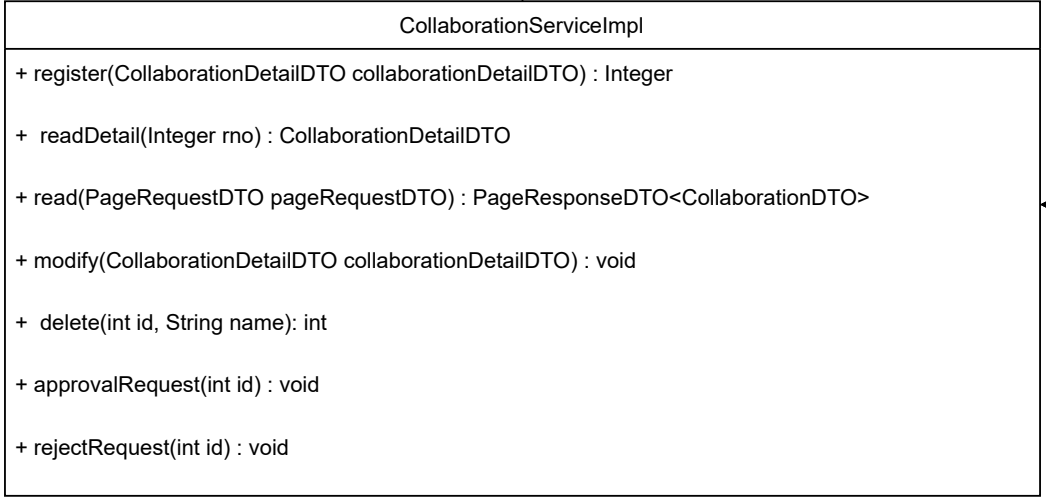 CollaborationServiceImpl
+ register(CollaborationDetailDTO collaborationDetailDTO) : Integer
+ readDetail(Integer rno) : CollaborationDetailDTO
+ read(PageRequestDTO pageRequestDTO) : PageResponseDTO<CollaborationDTO>
+ modify(CollaborationDetailDTO collaborationDetailDTO) : void
+ delete(int id, String name): int
+ approvalRequest(int id) : void
+ rejectRequest(int id) : void